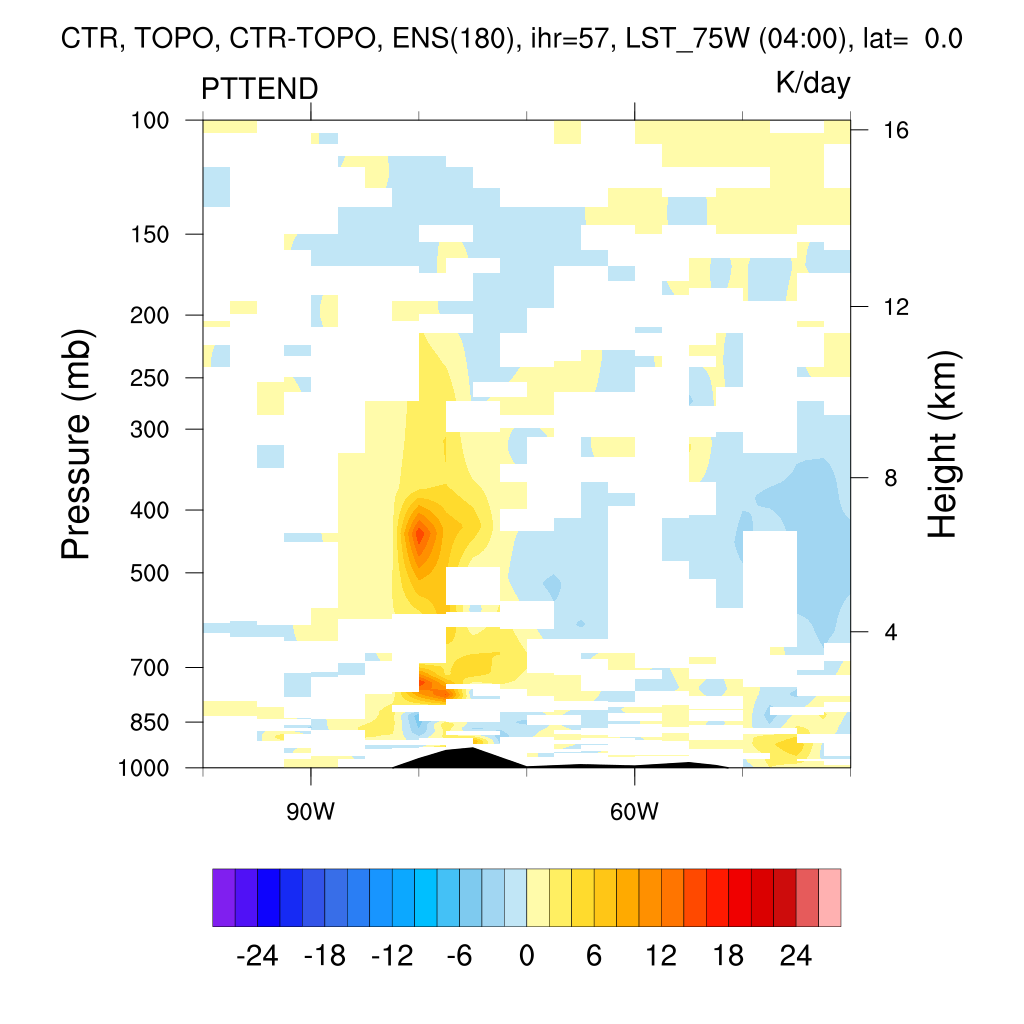 CTR, TOPO, CTR-TOPO, ENS(180), ihr=57, LST_75W (04:00), lat= 0.0
PTTEND K/day
100
150
200
250
300
400
500
700
850
1000
Pressure (mb)
16
12
8
4
Height (km)
90W 60W
-24 -18 -12 -6 0 6 12 18 24